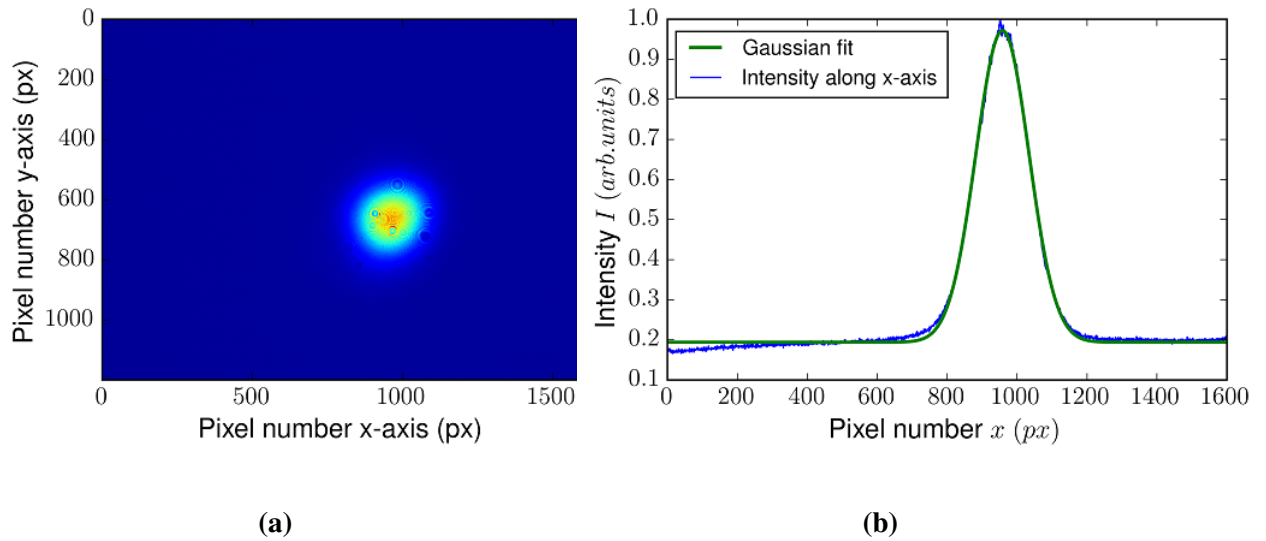 0
200
400
600
800
1000
Pixel number y-axis (px)
0 500 1000 1500
Pixel number x-axis (px)
(a)
1.0
0.9
0.8
0.7
0.6
0.5
0.4
0.3
0.2
0.1
Intensity I (arb.units)
Gaussian fit
Intensity along x-axis
0 200 400 600 800 1000 1200 1400 1600
Pixel number x (px)
(b)